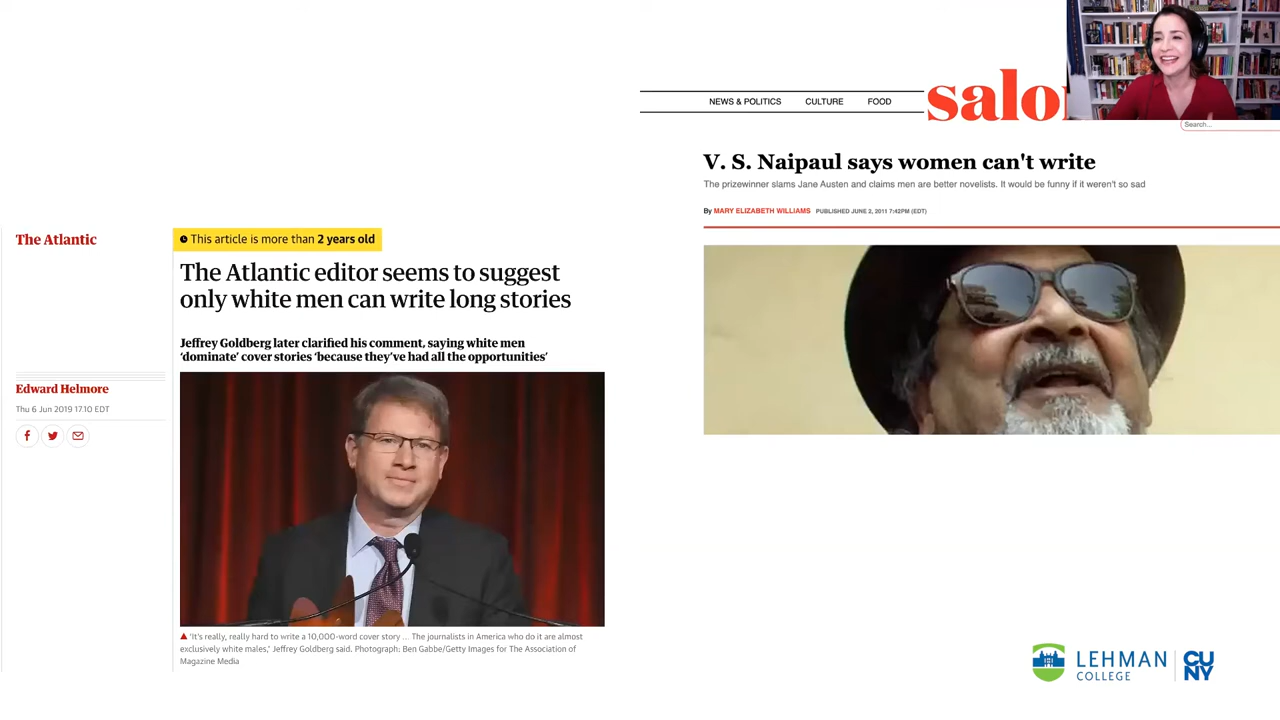 The Atlantic
This article is more than 2 years old
The Atlantic editor seems to suggest
only white men can write long stories
Jeffrey Goldberg later clarified his comment, saying white men
‘dominate’ cover stories ‘because they’ve had all the opportunities’
Edward Helmore
Thu 6 Jun 2019 17.10 EDT
‘It's really, really hard to write a 10,000-word cover story ... The journalists in America who do it are almost
exclusively white males,’ Jeffrey Goldberg said. Photograph: Ben Gabbe/Getty Images for The Association of
Magazine Media
NEWS & POLITICS CULTURE FOOD
salo
Search...
V. S. Naipaul says women can't write
The prizewinner slams Jane Austen and claims men are better novelists. It would be funny if it weren't so sad
By MARY ELIZABETH WILLIAMS PUBLISHED JUNE 2, 2011 7:42PM (EDT)
LEHMAN
COLLEGE
CU
NY